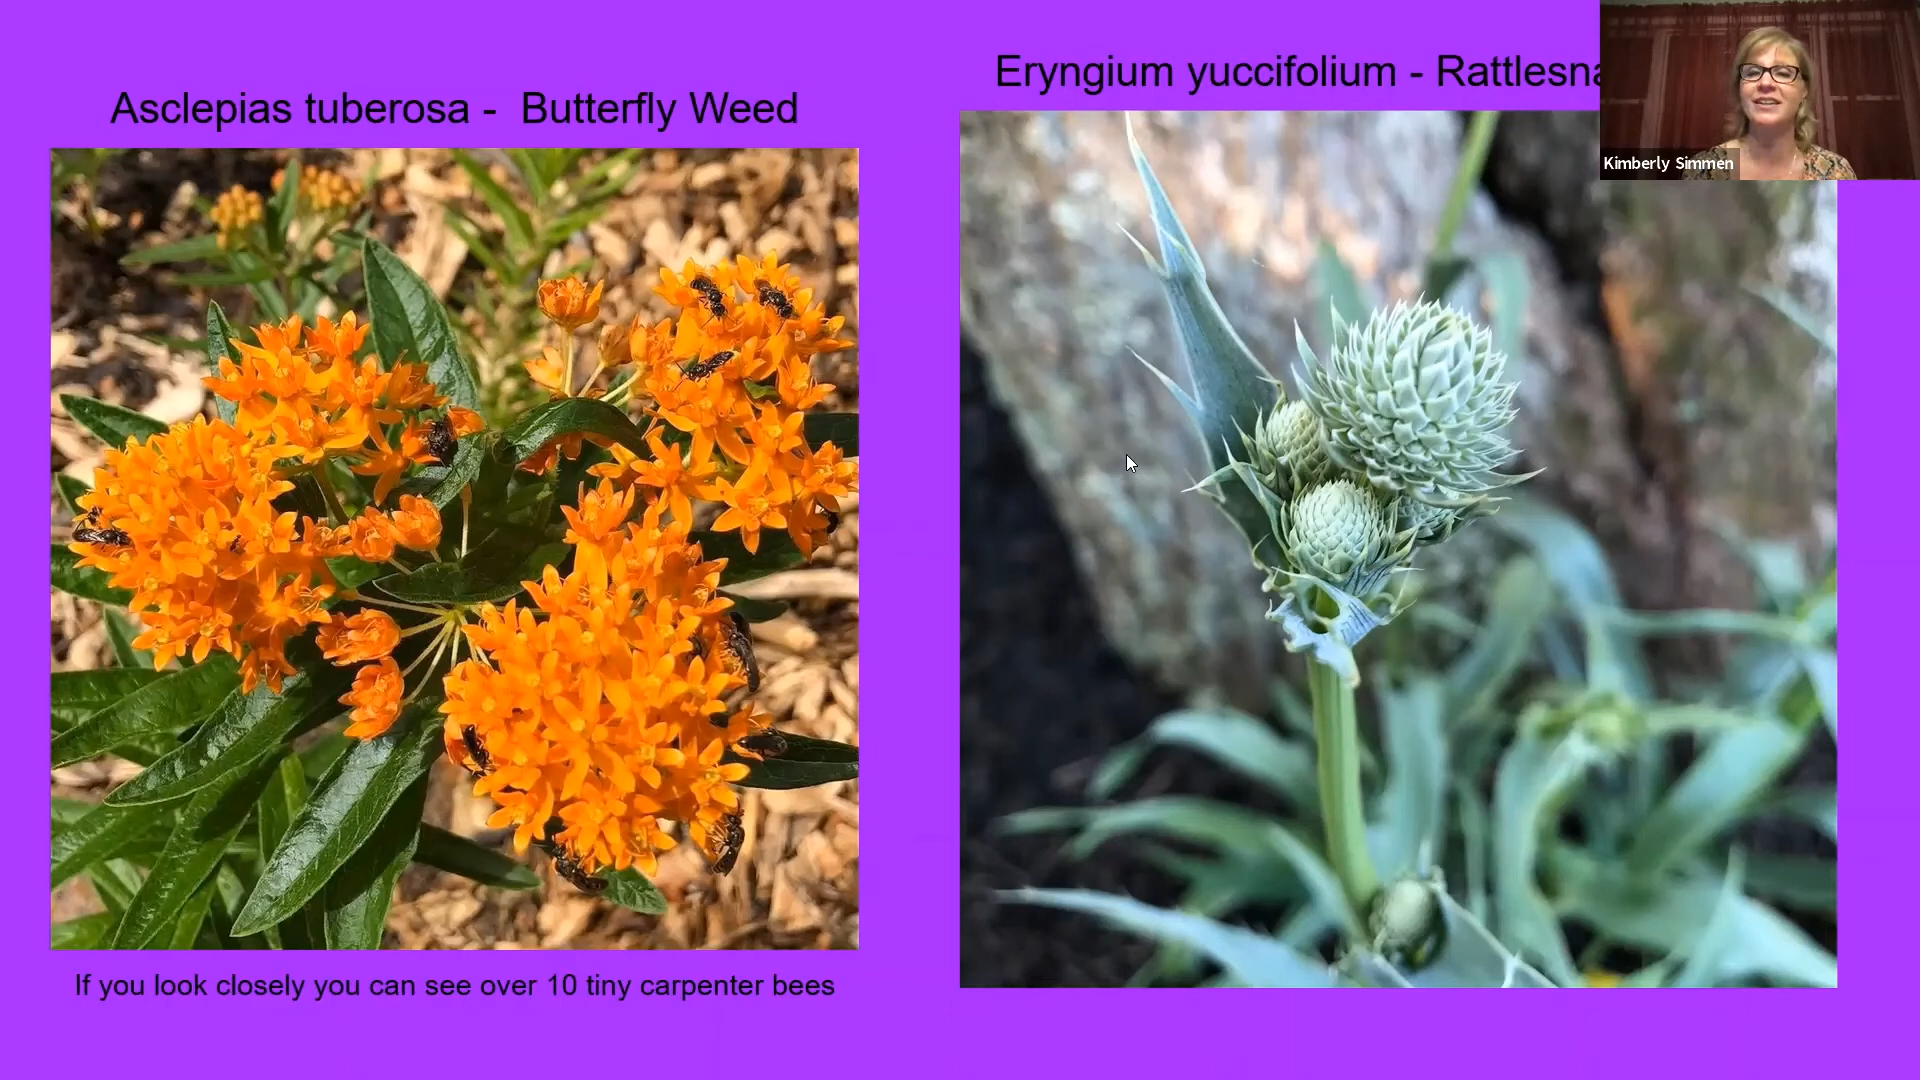 Asclepias tuberosa - Butterfly Weed
Eryngium yuccifolium -
Kimberly Simmen
If you look closely you can see over 10 tiny carpenter bees